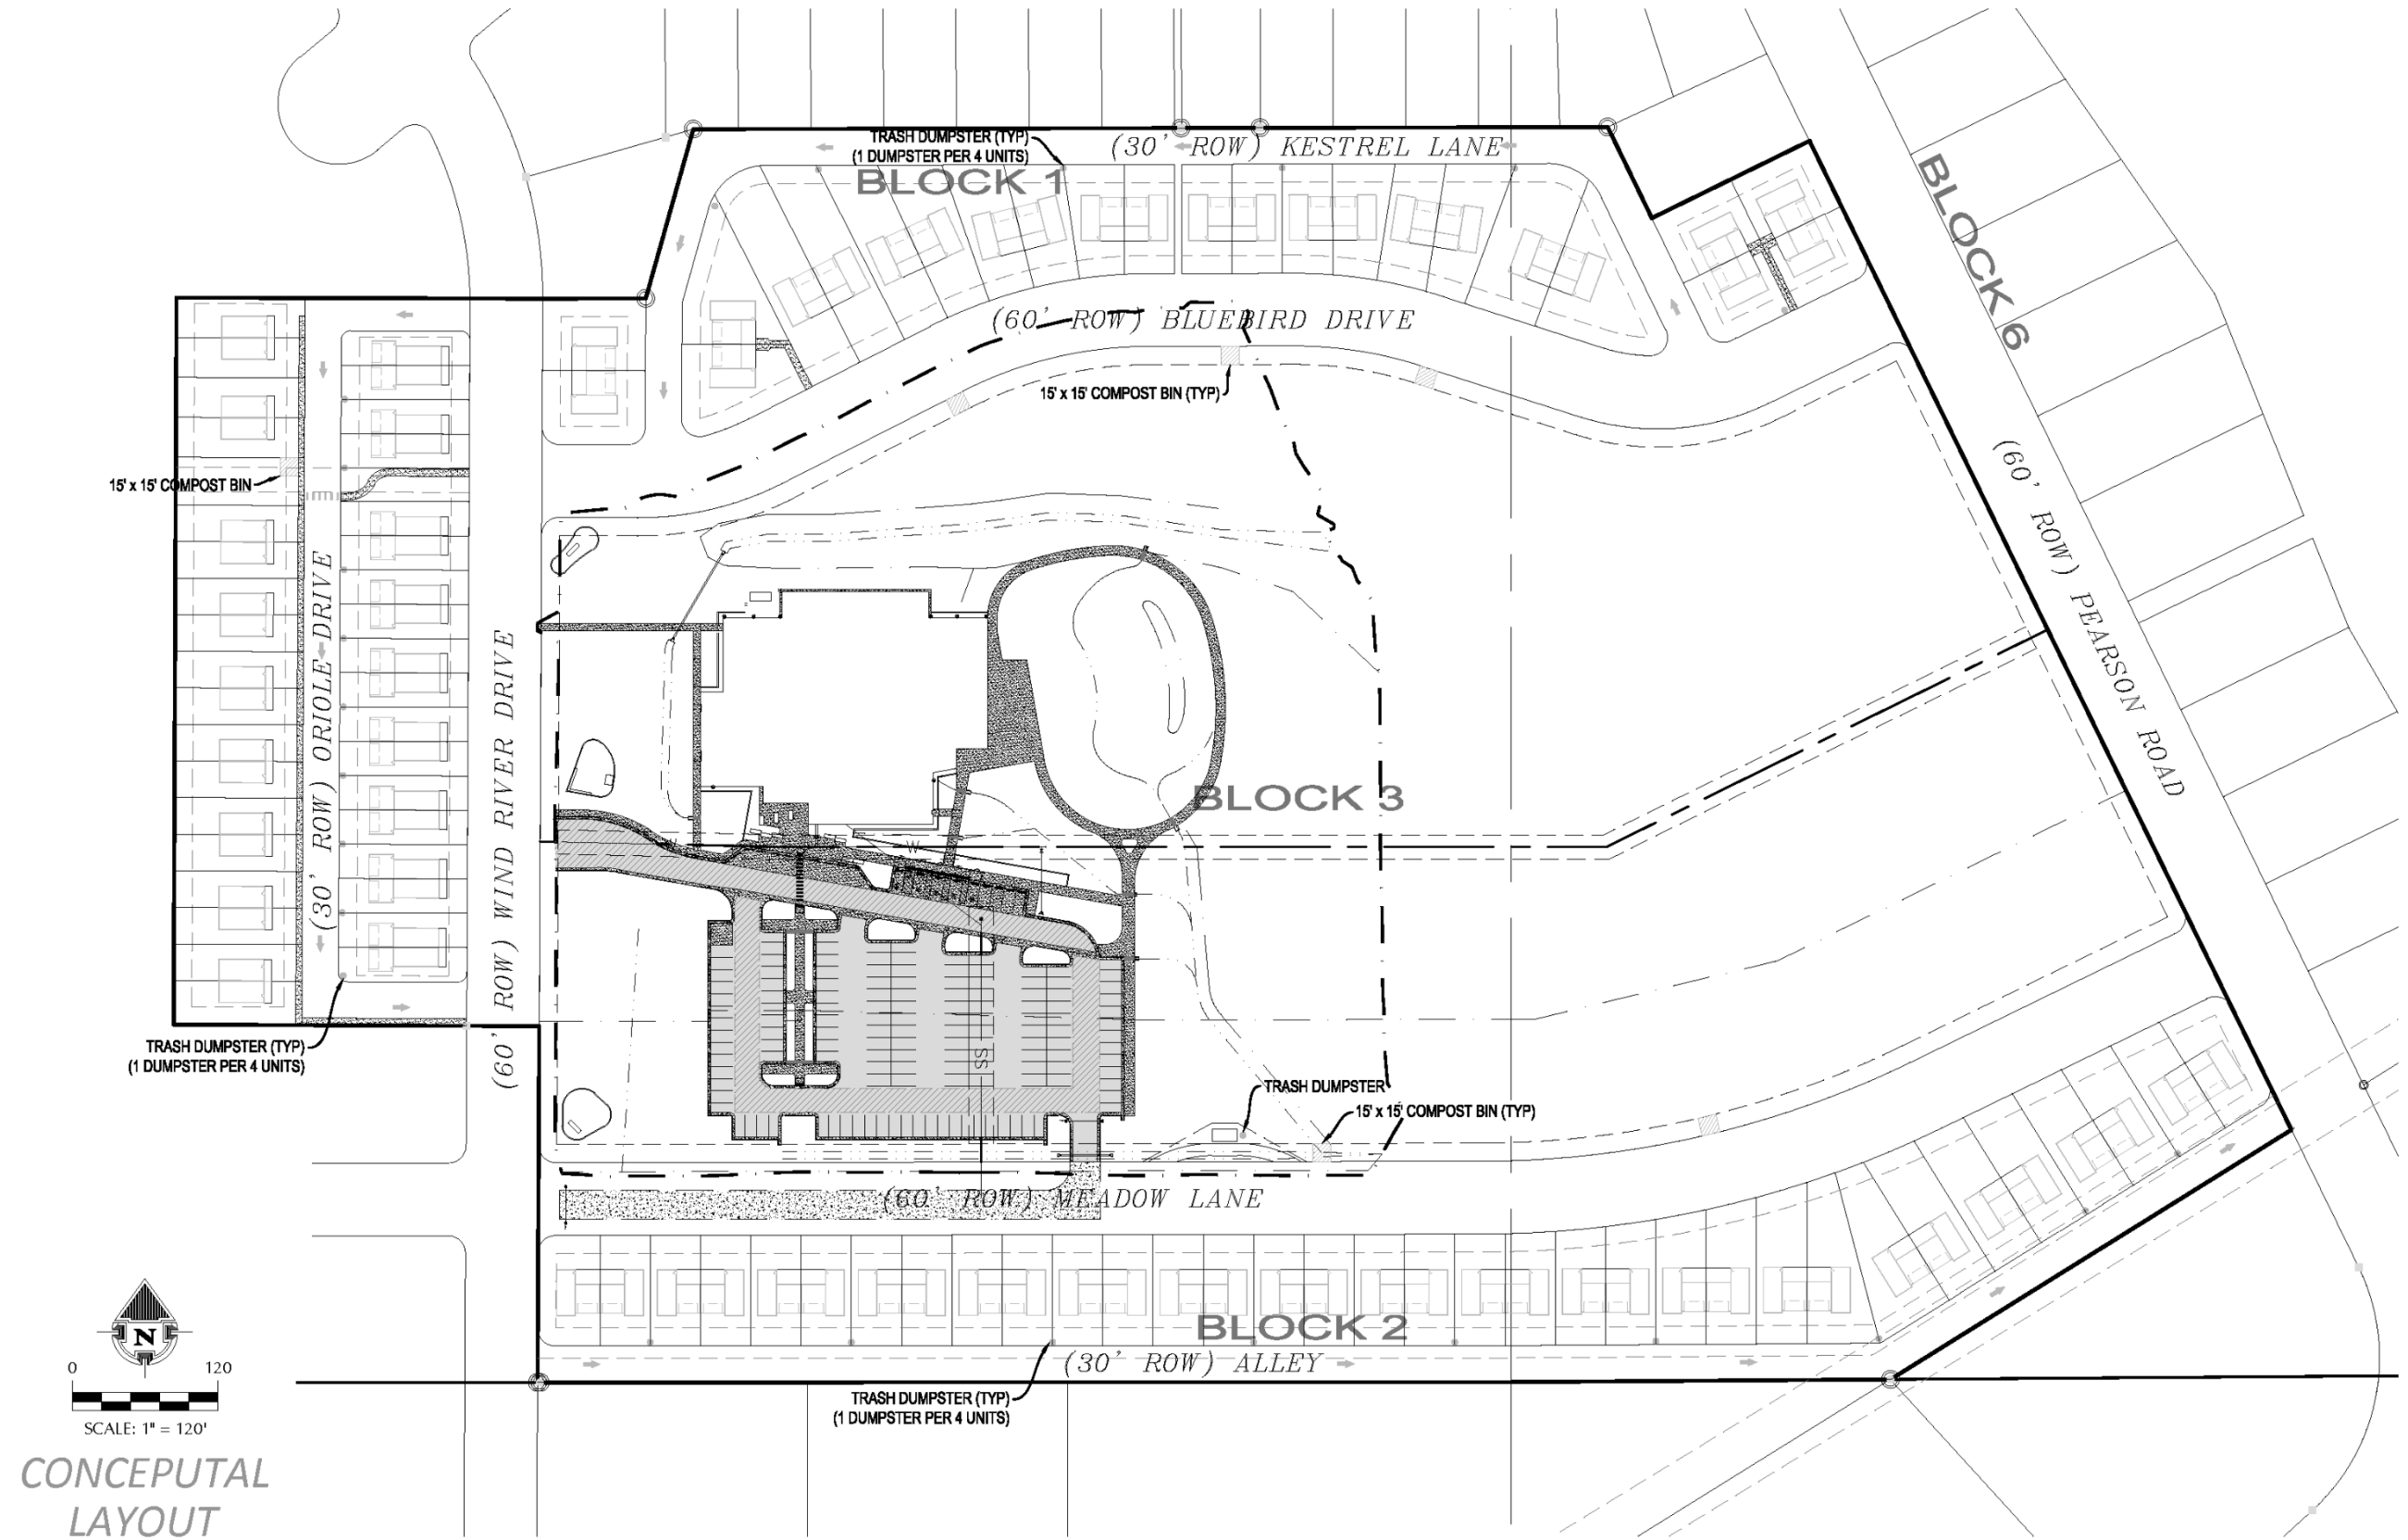 TRASH DUMPSTER (TYP)
(1 DUMPSTER PER 4 UNITS)
(30' ROW) KESTREL LANE
BLOCK 1
BLOCK 6
(60' ROW) BLUEBIRD DRIVE
15' x 15' COMPOST BIN (TYP)
15' x 15' COMPOST BIN
(30' ROW) ORIOLE DRIVE
(60' ROW) WIND RIVER DRIVE
(60' ROW) PEARSON ROAD
BLOCK 3
W
SS
TRASH DUMPSTER (TYP)
(1 DUMPSTER PER 4 UNITS)
TRASH DUMPSTER
15' x 15' COMPOST BIN (TYP)
(60' ROW) MEADOW LANE
BLOCK 2
(30' ROW) ALLEY
TRASH DUMPSTER (TYP)
(1 DUMPSTER PER 4 UNITS)
N
0 120
SCALE: 1" = 120'
CONCEPUTAL
LAYOUT